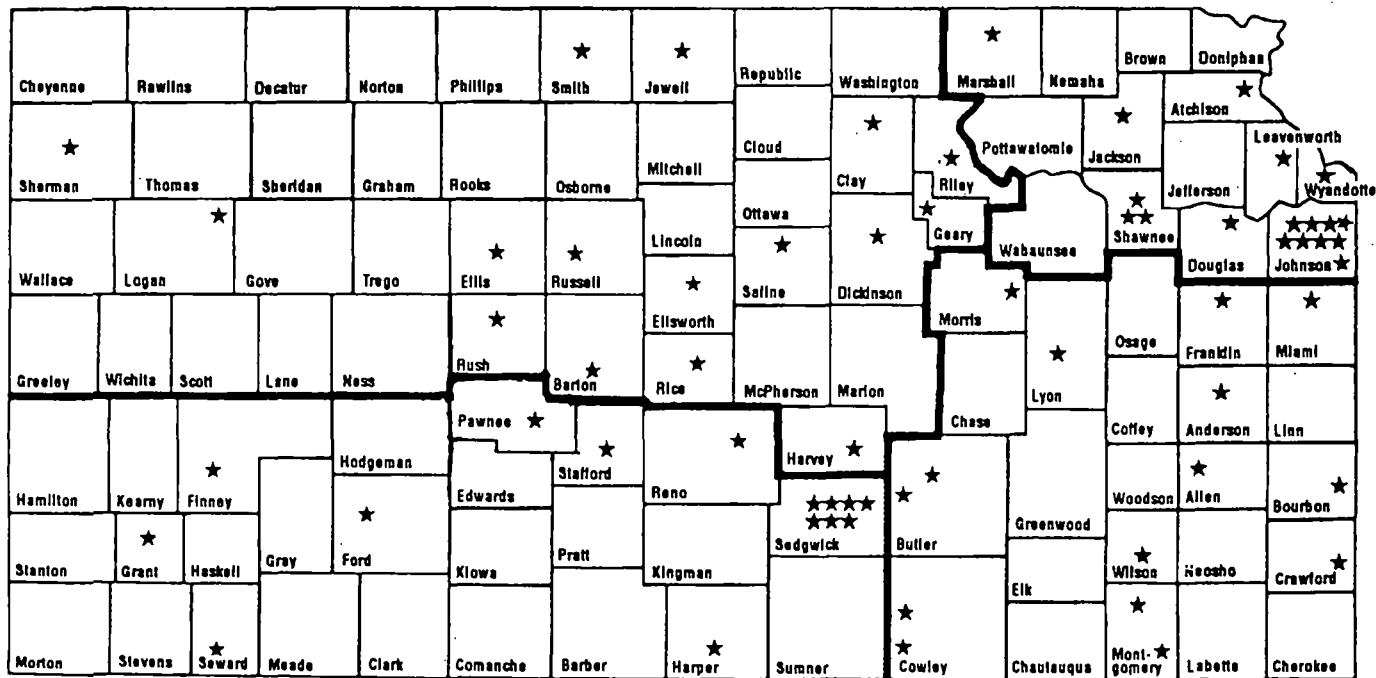 Cheyenne
Rawlins
Decatur
Norton
Phillips
Smith
Jewell
Republic
Washington
Marshall
Nemaha
Brown
Doniphan
Atchison
Leavenworth
Sherman
Thomas
Sheridan
Graham
Rooks
Osborne
Mitchell
Cloud
Clay
Riley
Pottawatomie
Jackson
Jefferson
Wyandotte
Wallace
Logan
Gove
Trego
Ellis
Russell
Lincoln
Ottawa
Saline
Dickinson
Geary
Wabaunsee
Shawnee
Douglas
Johnson
Greeley
Wichita
Scott
Lane
Ness
Rush
Barton
Ellsworth
Rice
McPherson
Marion
Morris
Chase
Lyon
Osage
Franklin
Miami
Hamilton
Kearny
Finney
Hodgeman
Pawnee
Edwards
Stafford
Reno
Harvey
Sedgwick
Butler
Greenwood
Coffey
Anderson
Linn
Woodson
Allen
Bourbon
Stanton
Grant
Haskell
Gray
Ford
Kiowa
Pratt
Kingman
Elk
Wilson
Neosho
Crawford
Morton
Stevens
Seward
Meade
Clark
Comanche
Barber
Harper
Sumner
Cowley
Chautauqua
Mont-
gomery
Labette
Cherokee